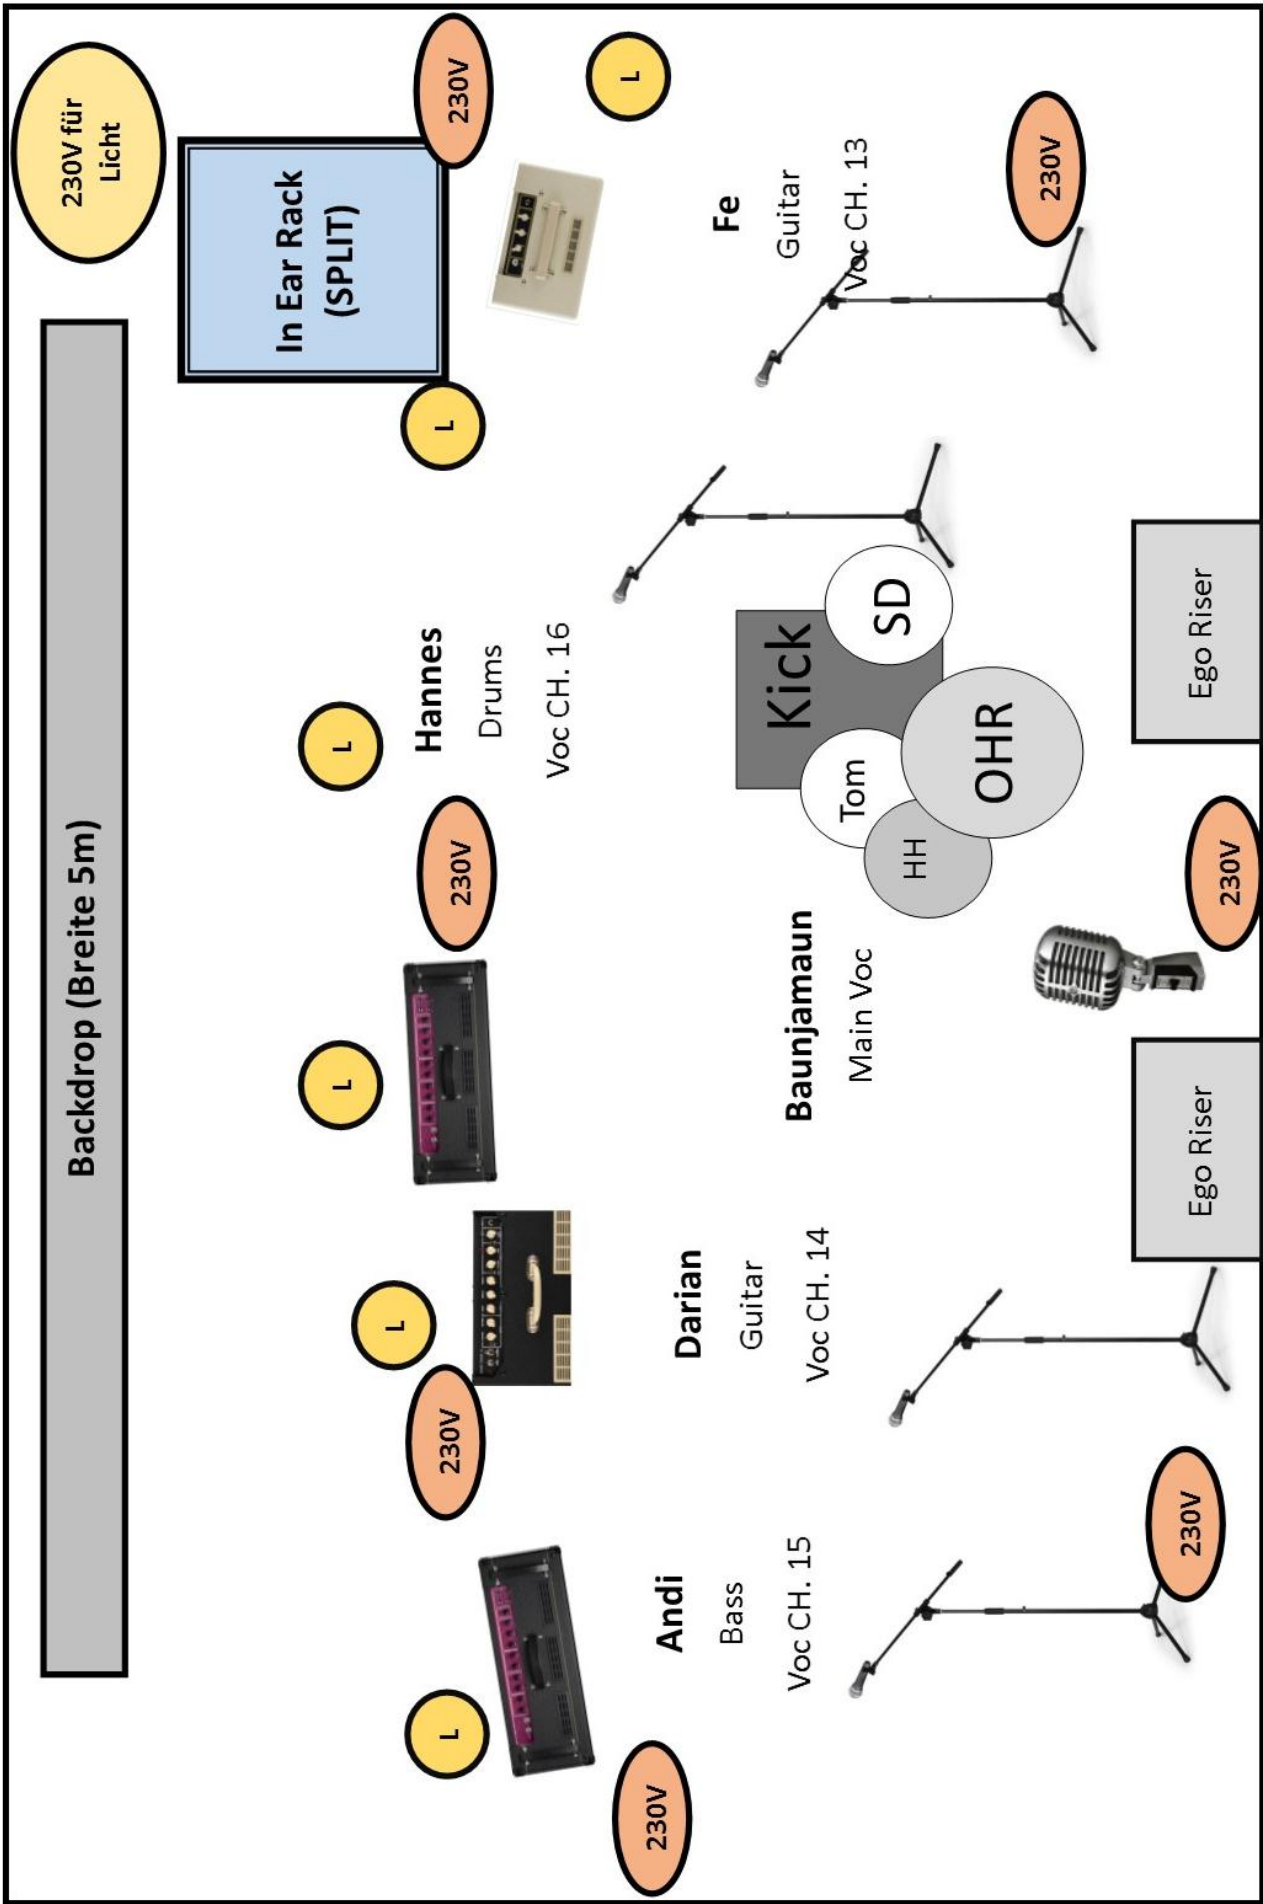 Backdrop (Breite 5m)
230V für
Licht
In Ear Rack
(SPLIT)
L
L
L
L
L
L
230V
230V
230V
230V
Hannes
Drums
Voc CH. 16
Andi
Bass
Voc CH. 15
Darian
Guitar
Voc CH. 14
Baunjamaun
Main Voc
Fe
Guitar
Voc CH. 13
Kick
SD
Tom
HH
OHR
230V
230V
230V
Ego Riser
Ego Riser